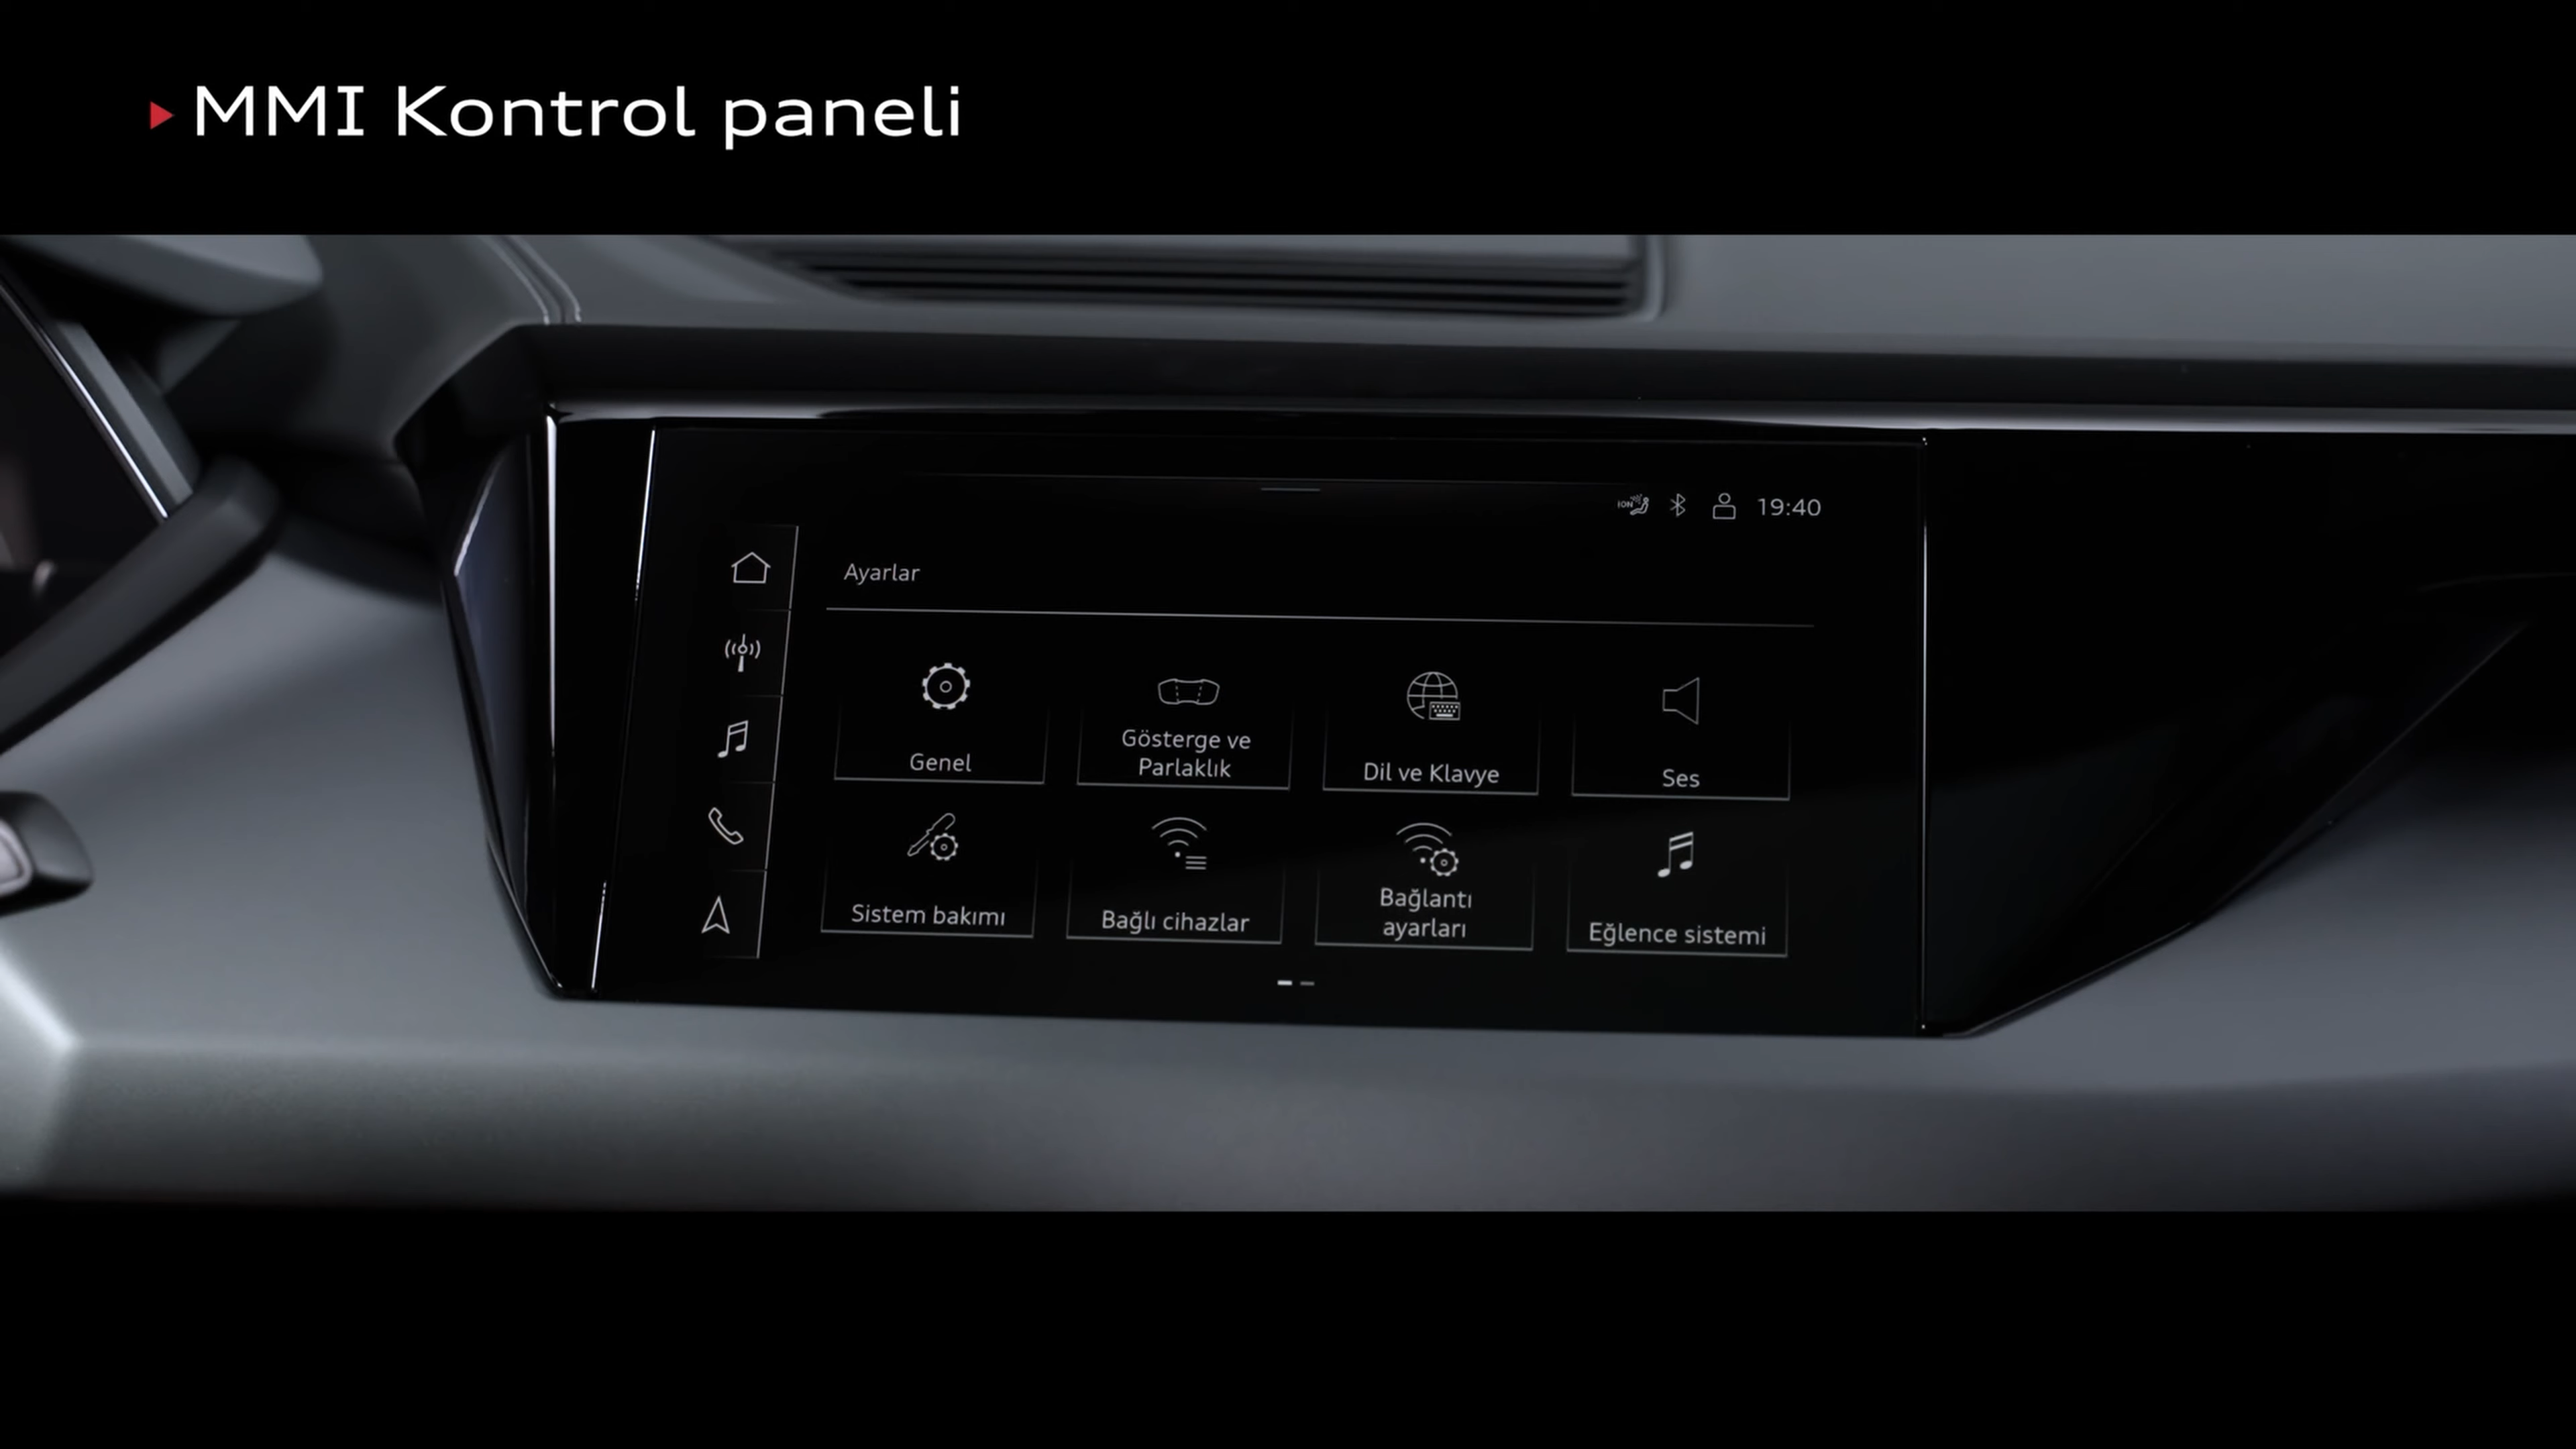 MMI Kontrol paneli
ION
19:40
Ayarlar
Genel
Gösterge ve
Parlaklık
Dil ve Klavye
Ses
Sistem bakımı
Bağlı cihazlar
Bağlantı
ayarları
Eğlence sistemi